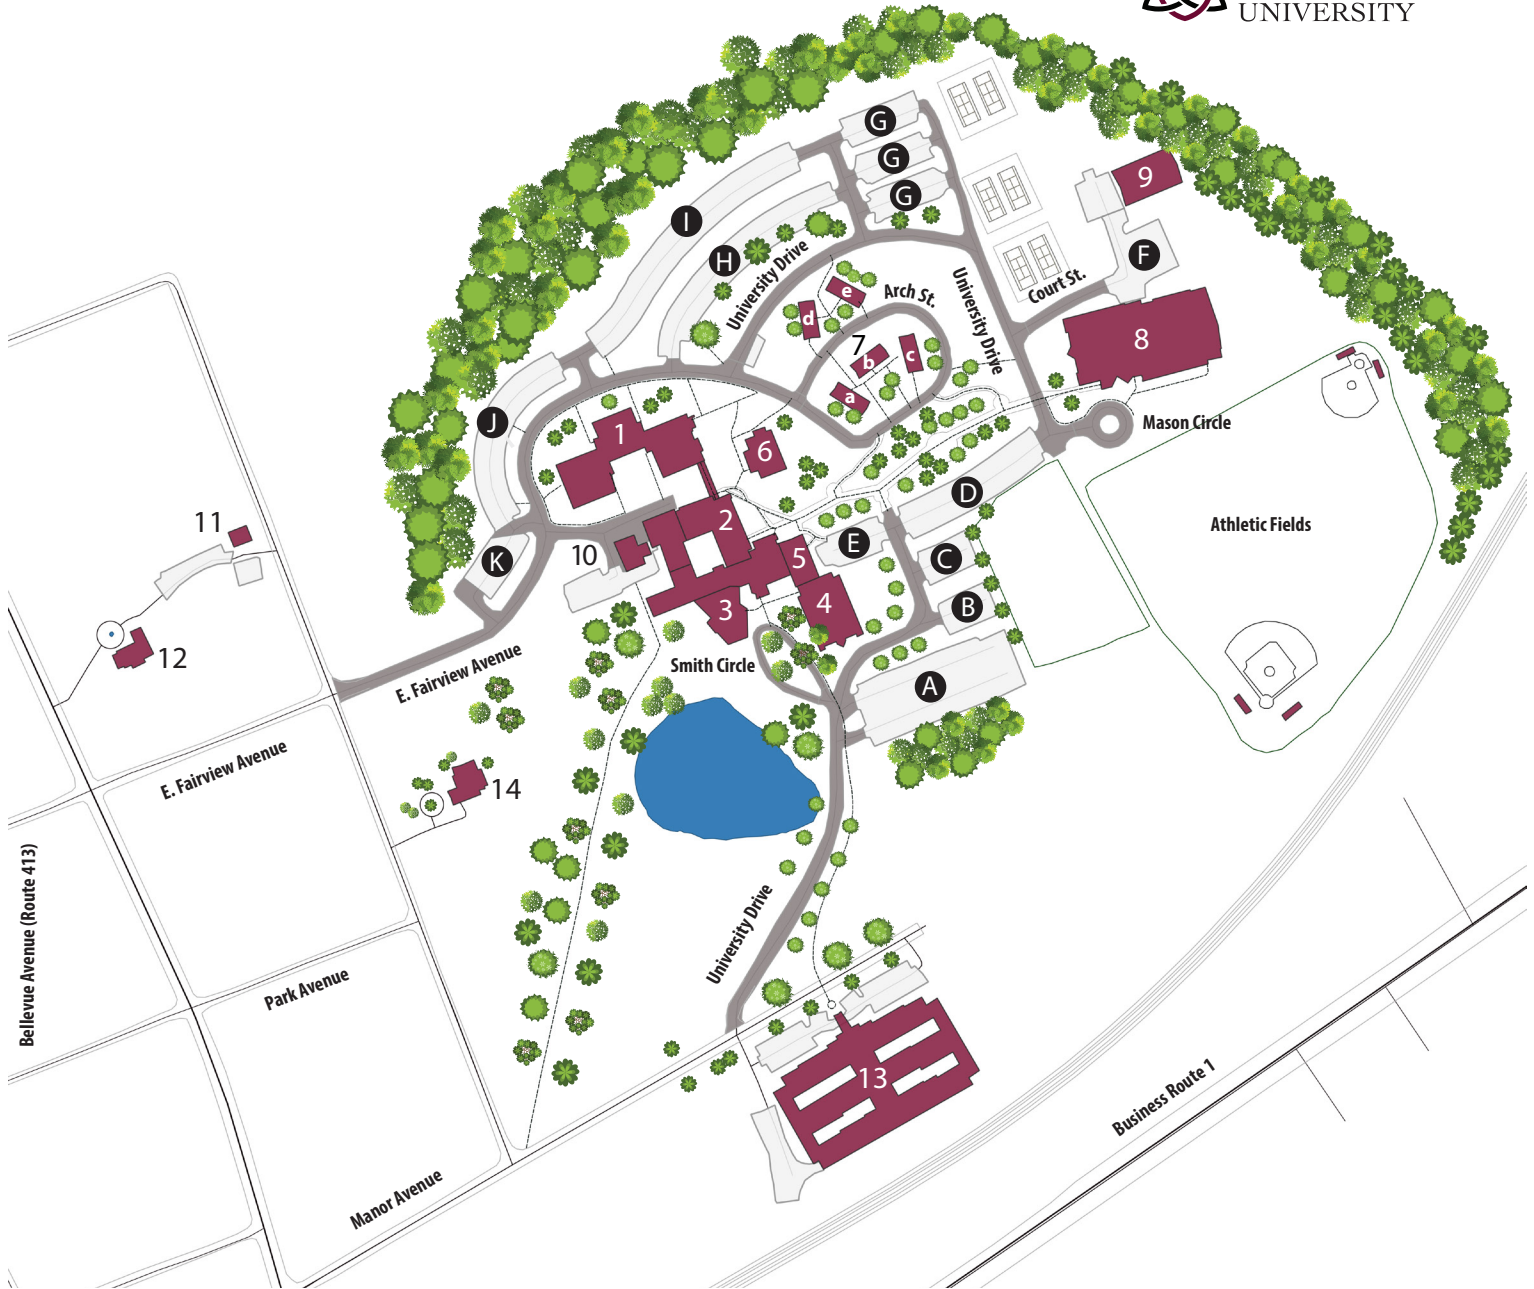 UNIVERSITY
G
G
G
9
I
H
University Drive
F
e
Arch St.
University Drive
Court St.
d
7
b
c
a
8
J
1
6
Mason Circle
D
11
2
Athletic Fields
10
K
E
5
C
3
4
B
12
Smith Circle
E. Fairview Avenue
A
E. Fairview Avenue
14
Bellevue Avenue (Route 413)
University Drive
Park Avenue
13
Business Route 1
Manor Avenue